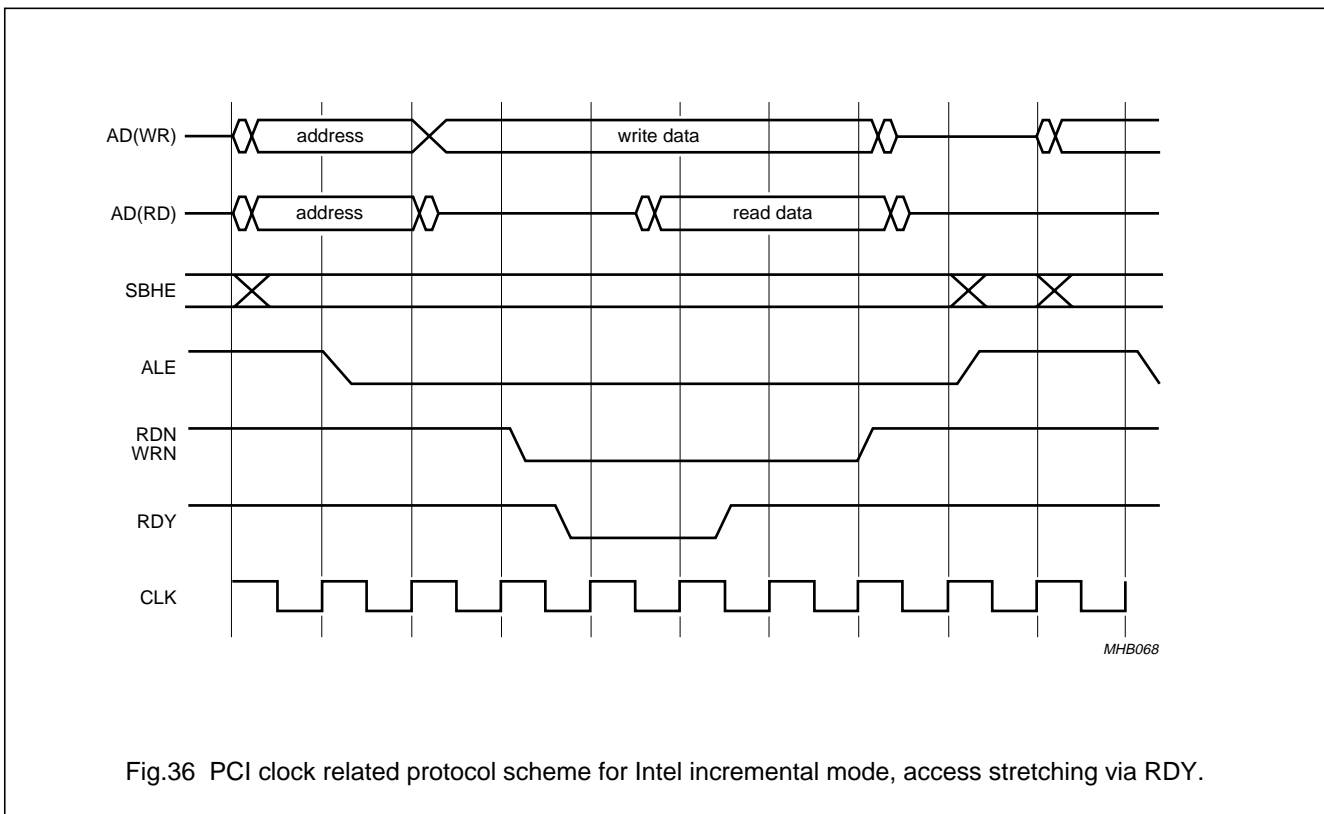 AD(WR) address write data
AD(RD) address read data
SBHE
ALE
RDN
WRN
RDY
CLK
MHB068
Fig.36 PCI clock related protocol scheme for Intel incremental mode, access stretching via RDY.